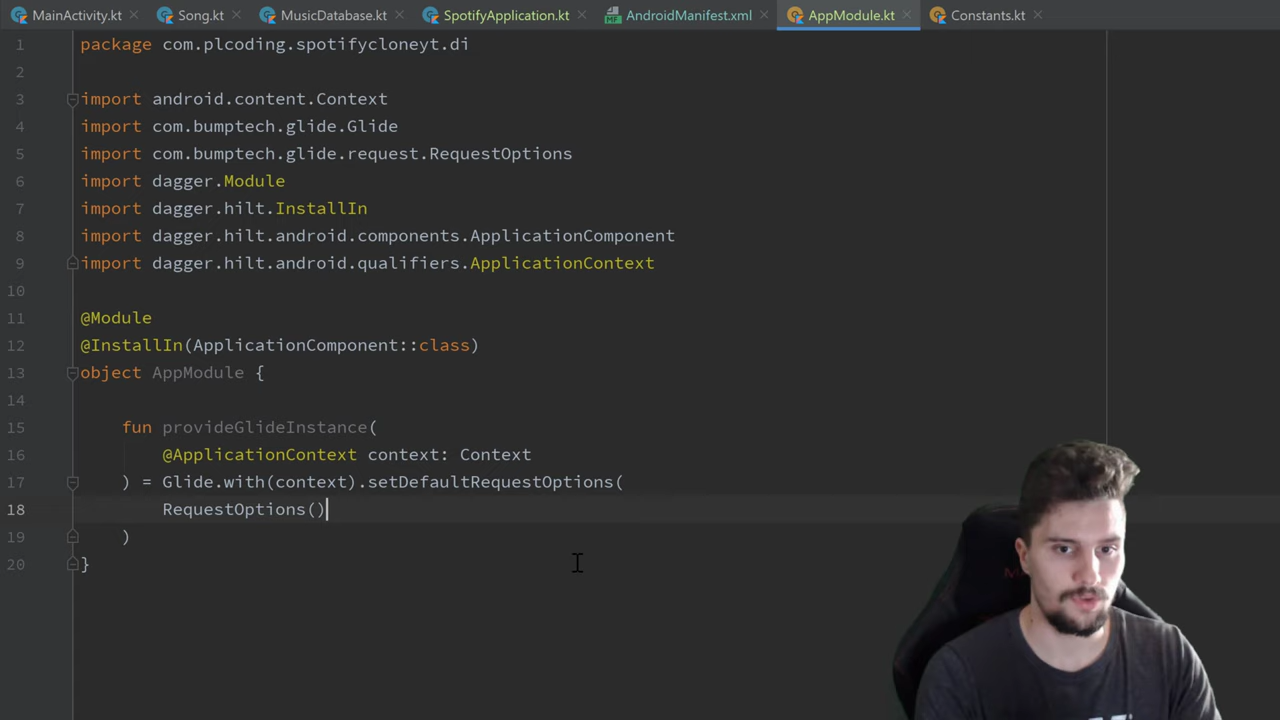 MainActivity.kt Song.kt MusicDatabase.kt SpotifyApplication.kt AndroidManifest.xml AppModule.kt Constants.kt
1 package com.plcoding.spotifycloneyt.di
2
3 import android.content.Context
4 import com.bumptech.glide.Glide
5 import com.bumptech.glide.request.RequestOptions
6 import dagger.Module
7 import dagger.hilt.InstallIn
8 import dagger.hilt.android.components.ApplicationComponent
9 import dagger.hilt.android.qualifiers.ApplicationContext
10
11 @Module
12 @InstallIn(ApplicationComponent::class)
13 object AppModule {
14
15 fun provideGlideInstance(
16 @ApplicationContext context: Context
17 ) = Glide.with(context).setDefaultRequestOptions(
18 RequestOptions()
19 )
20 }